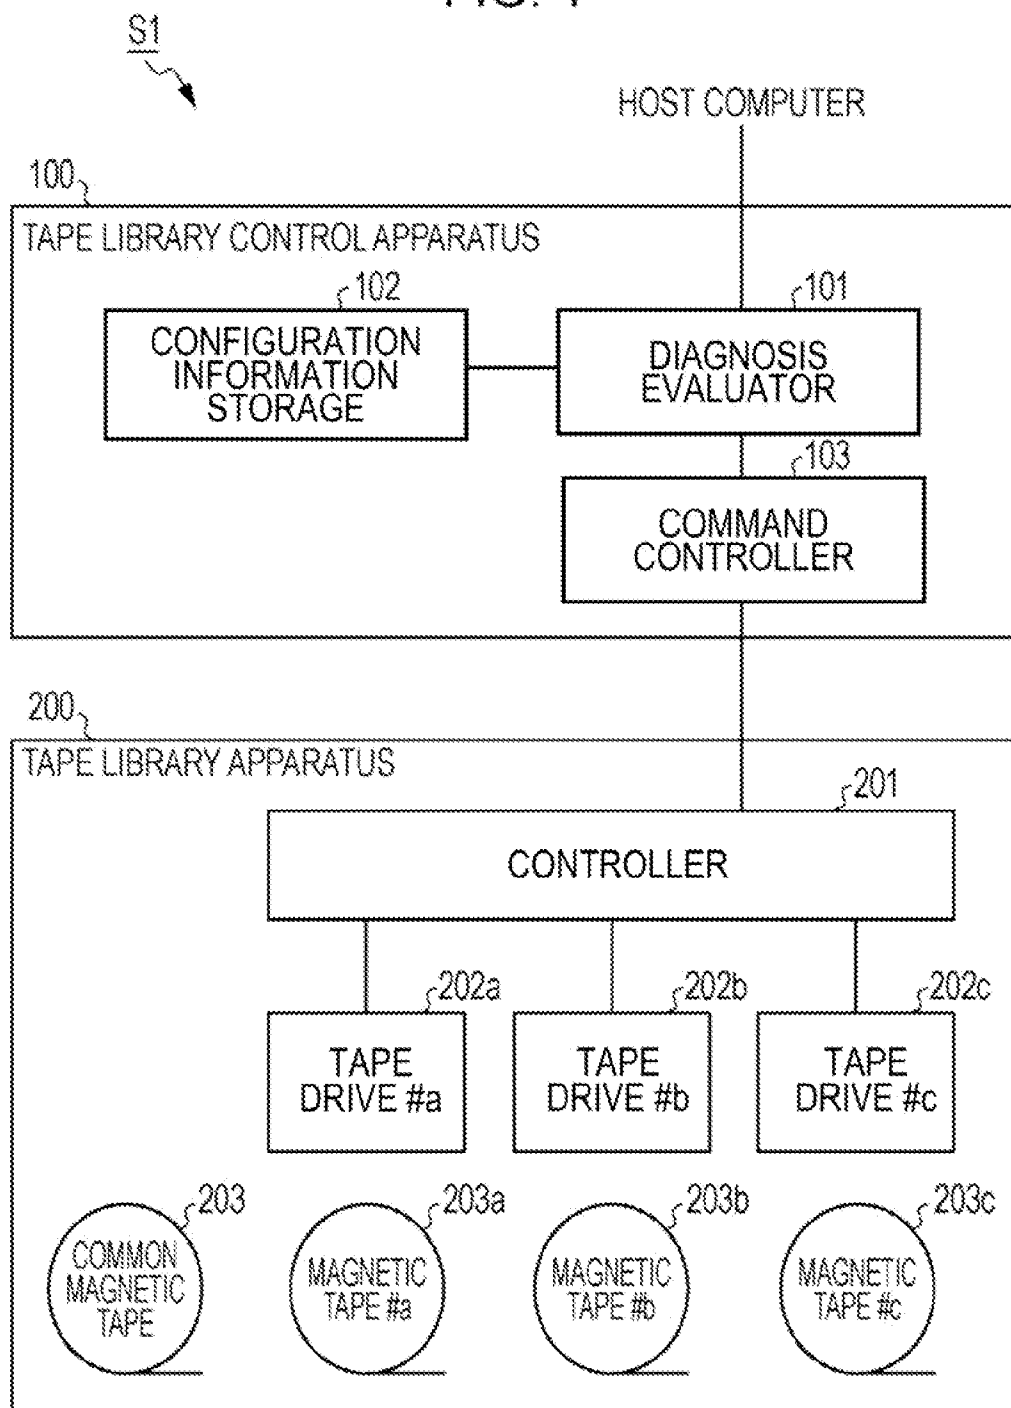 S1
HOST COMPUTER
100
TAPE LIBRARY CONTROL APPARATUS
102
101
CONFIGURATION
INFORMATION
STORAGE
DIAGNOSIS
EVALUATOR
103
COMMAND
CONTROLLER
200
TAPE LIBRARY APPARATUS
201
CONTROLLER
202a
202b
202c
TAPE
DRIVE #a
TAPE
DRIVE #b
TAPE
DRIVE #c
203
203a
203b
203c
COMMON
MAGNETIC
TAPE
MAGNETIC
TAPE #a
MAGNETIC
TAPE #b
MAGNETIC
TAPE #c